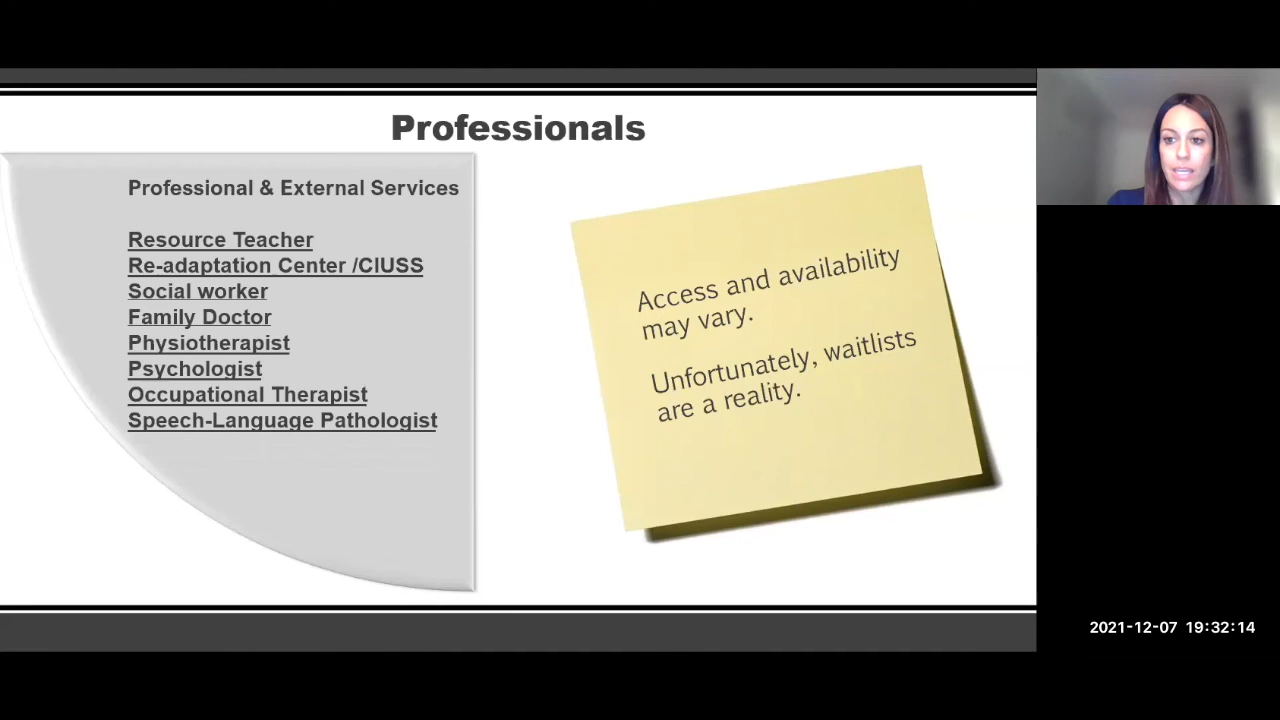 Professionals
Professional & External Services
Resource Teacher
Re-adaptation Center /CIUSS
Social worker
Family Doctor
Physiotherapist
Psychologist
Occupational Therapist
Speech-Language Pathologist
Access and availability
may vary.
Unfortunately, waitlists
are a reality.
2021-12-07 19:32:14